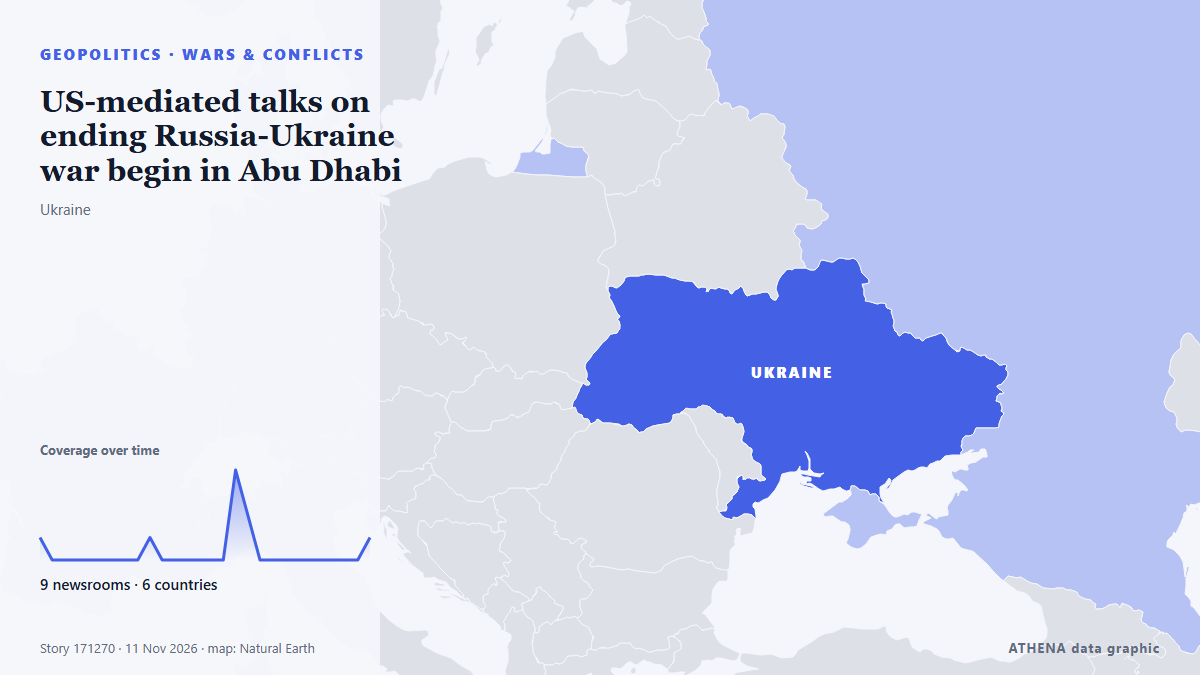 GEOPOLITICS · WARS & CONFLICTS
US-mediated talks on
ending Russia-Ukraine
war begin in Abu Dhabi
Ukraine
UKRAINE
Coverage over time
9 newsrooms · 6 countries
Story 171270 · 11 Nov 2026 · map: Natural Earth
ATHENA data graphic